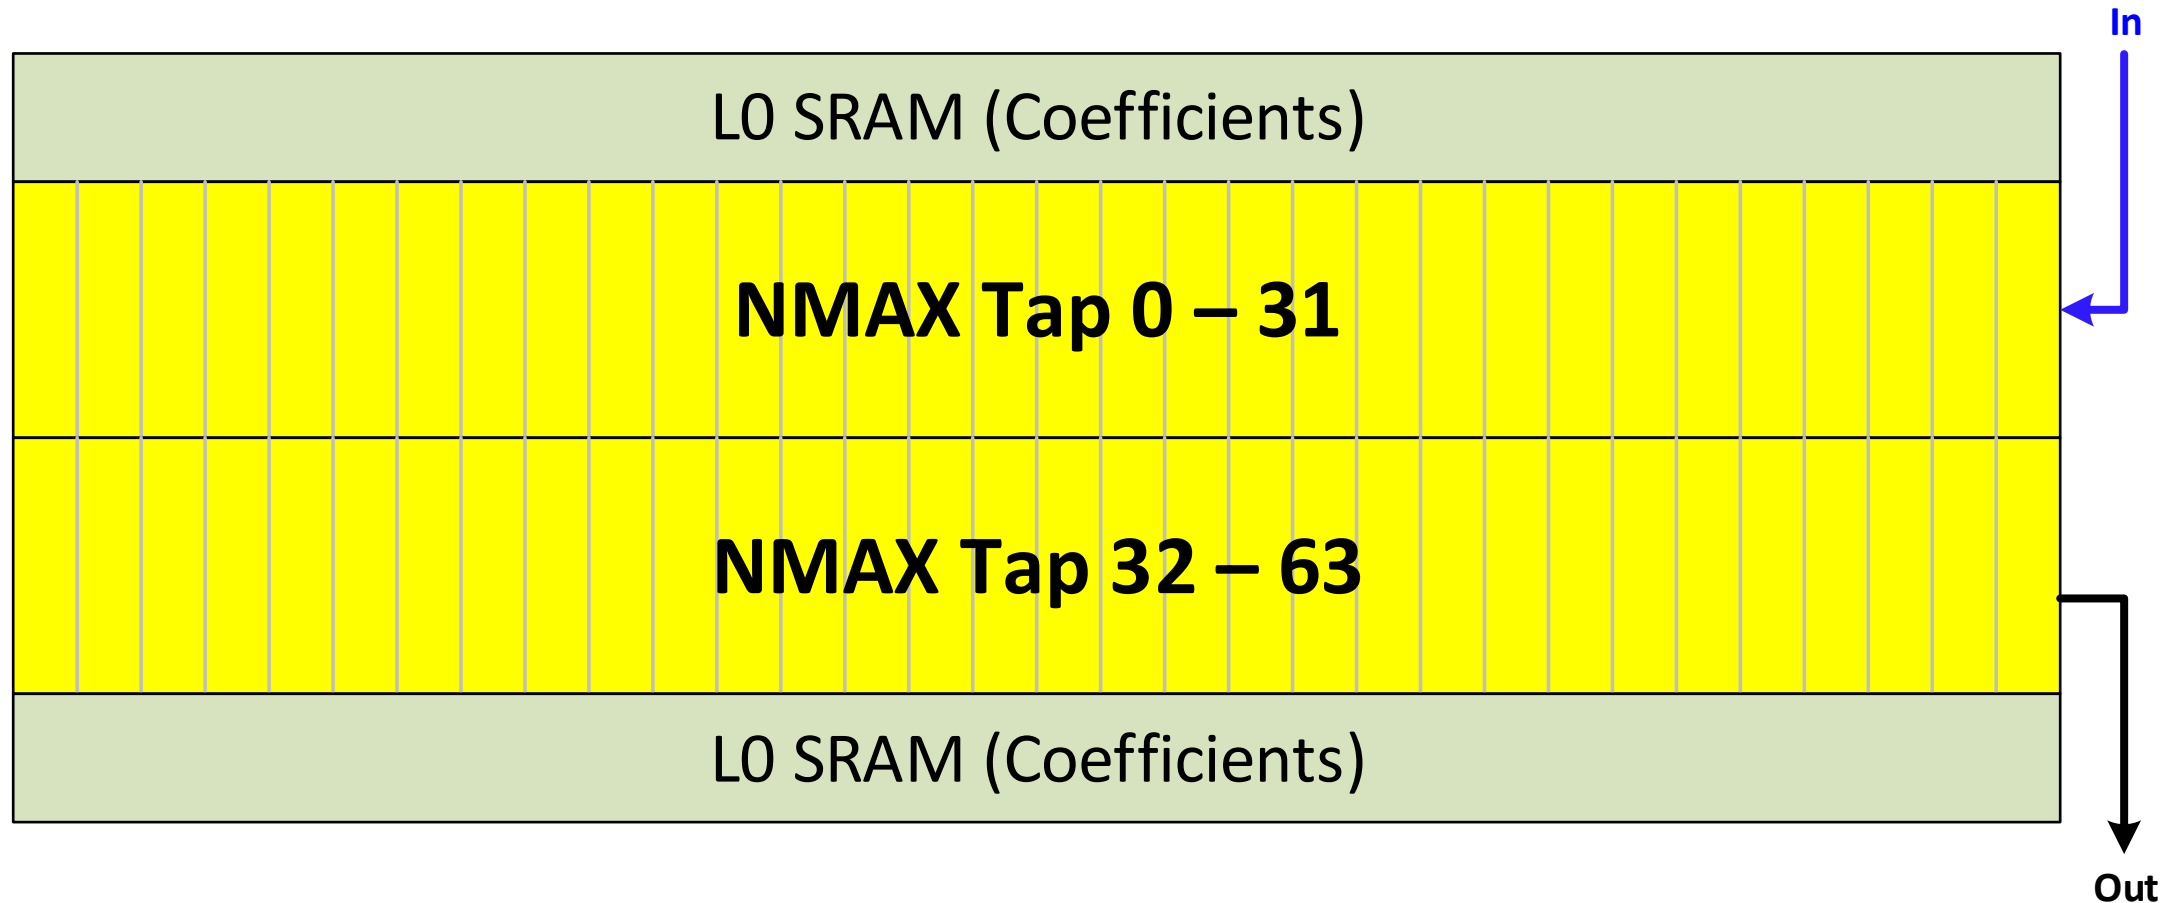 In
L0 SRAM (Coefficients)
NMAX Tap 0 – 31
NMAX Tap 32 – 63
L0 SRAM (Coefficients)
Out